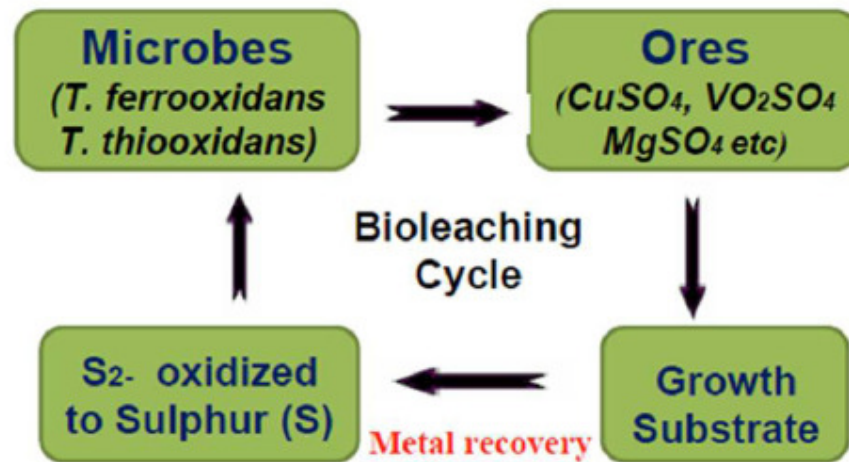 Microbes
(T. ferrooxidans
T. thiooxidans)
Ores
(CuSO₄, VO₂SO₄
MgSO₄ etc)
Bioleaching
Cycle
S₂₋ oxidized
to Sulphur (S)
Metal recovery
Growth
Substrate